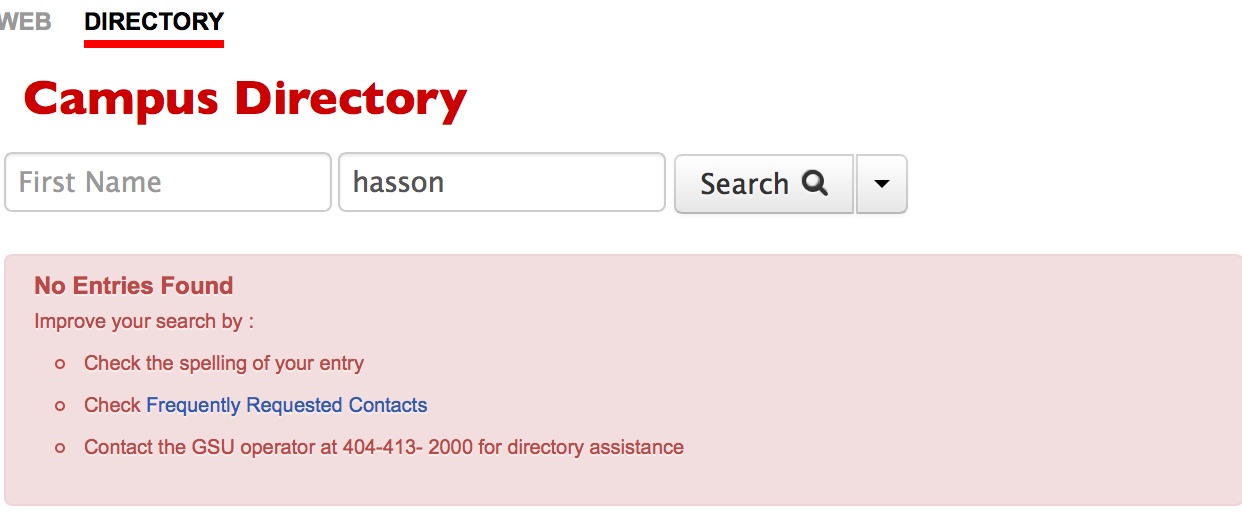 WEB DIRECTORY
Campus Directory
First Name hasson Search
No Entries Found
Improve your search by :
Check the spelling of your entry
Check Frequently Requested Contacts
Contact the GSU operator at 404-413- 2000 for directory assistance